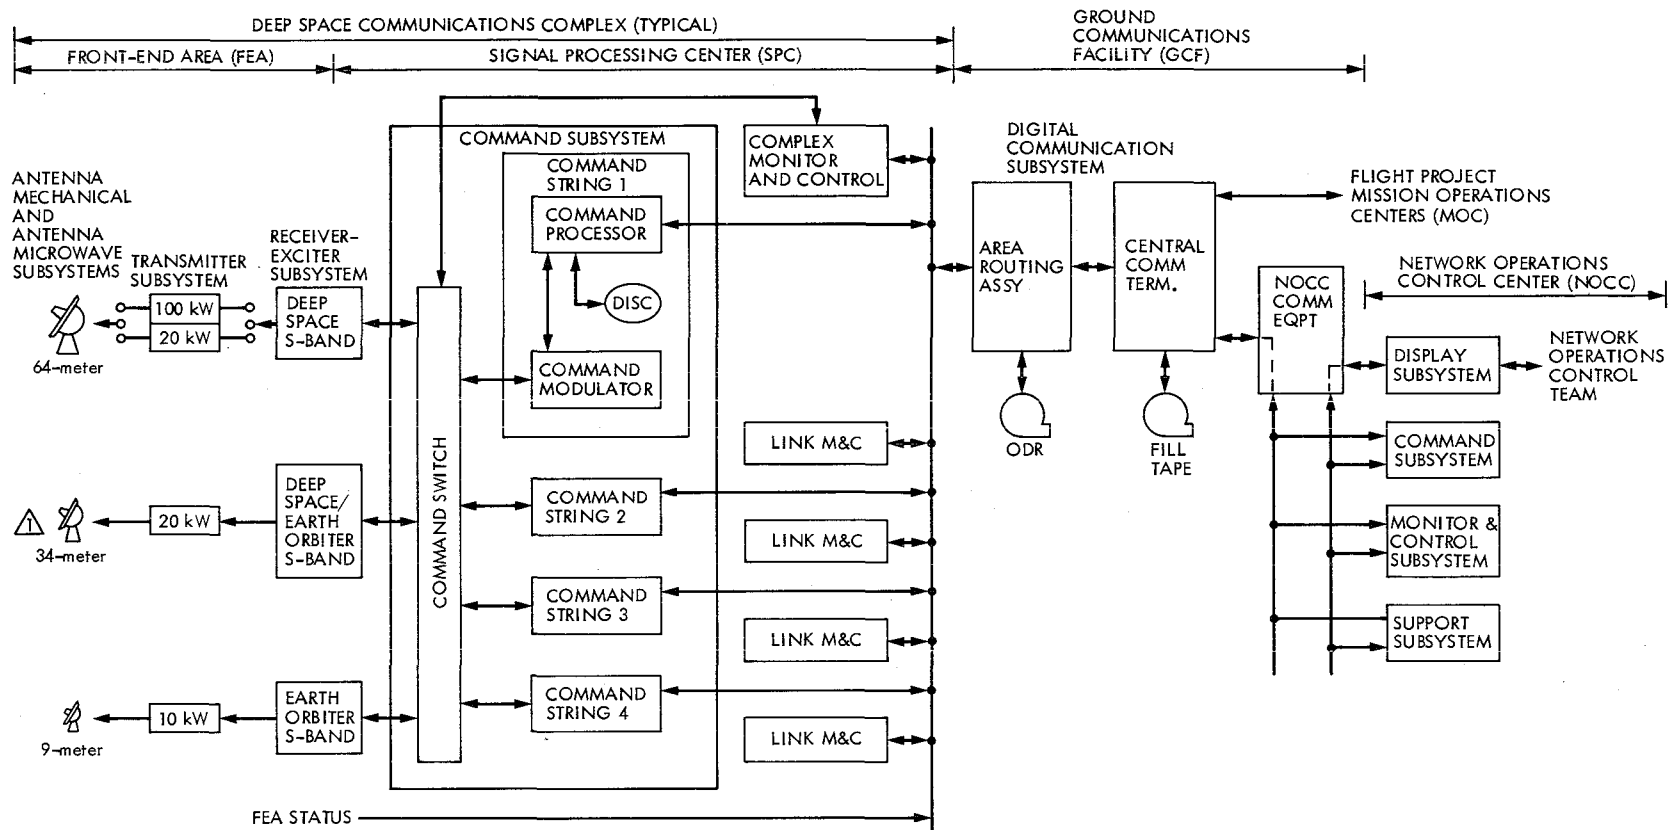 DEEP SPACE COMMUNICATIONS COMPLEX (TYPICAL)
GROUND
COMMUNICATIONS
FACILITY (GCF)
FRONT-END AREA (FEA)
SIGNAL PROCESSING CENTER (SPC)
ANTENNA
MECHANICAL
AND
ANTENNA
MICROWAVE
SUBSYSTEMS
TRANSMITTER
SUBSYSTEM
RECEIVER-
EXCITER
SUBSYSTEM
100 kW
20 kW
DEEP
SPACE
S-BAND
64-meter
1
34-meter
20 kW
DEEP
SPACE/
EARTH
ORBITER
S-BAND
9-meter
10 kW
EARTH
ORBITER
S-BAND
COMMAND SUBSYSTEM
COMMAND SWITCH
COMMAND
STRING 1
COMMAND
PROCESSOR
DISC
COMMAND
MODULATOR
COMMAND
STRING 2
COMMAND
STRING 3
COMMAND
STRING 4
COMPLEX
MONITOR
AND CONTROL
LINK M&C
LINK M&C
LINK M&C
LINK M&C
FEA STATUS
DIGITAL
COMMUNICATION
SUBSYSTEM
AREA
ROUTING
ASSY
ODR
CENTRAL
COMM
TERM.
FILL
TAPE
FLIGHT PROJECT
MISSION OPERATIONS
CENTERS (MOC)
NOCC
COMM
EQPT
NETWORK OPERATIONS
CONTROL CENTER (NOCC)
DISPLAY
SUBSYSTEM
NETWORK
OPERATIONS
CONTROL
TEAM
COMMAND
SUBSYSTEM
MONITOR &
CONTROL
SUBSYSTEM
SUPPORT
SUBSYSTEM